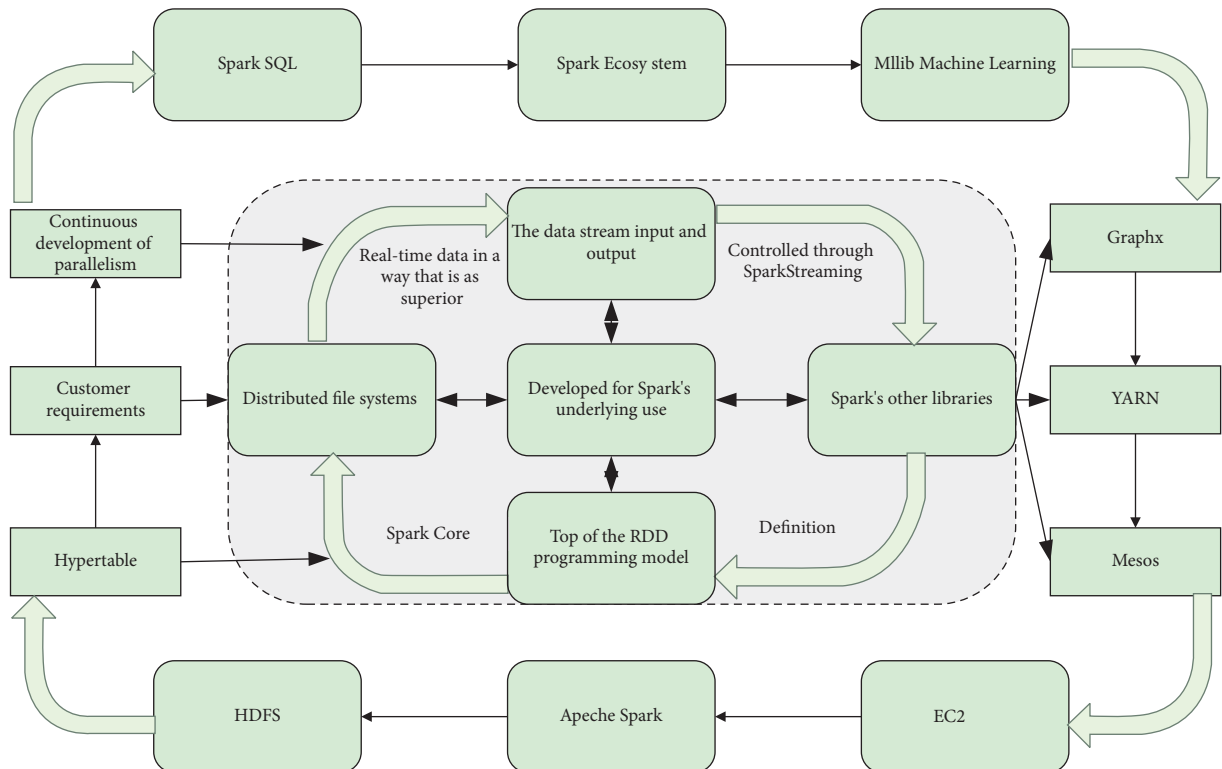 Spark SQL
Spark Ecosy stem
Mllib Machine Learning
Continuous
development of
parallelism
Real-time data in a
way that is as
superior
The data stream input and
output
Controlled through
SparkStreaming
Graphx
Customer
requirements
Distributed file systems
Developed for Spark's
underlying use
Spark's other libraries
YARN
Hypertable
Spark Core
Top of the RDD
programming model
Definition
Mesos
HDFS
Apeche Spark
EC2